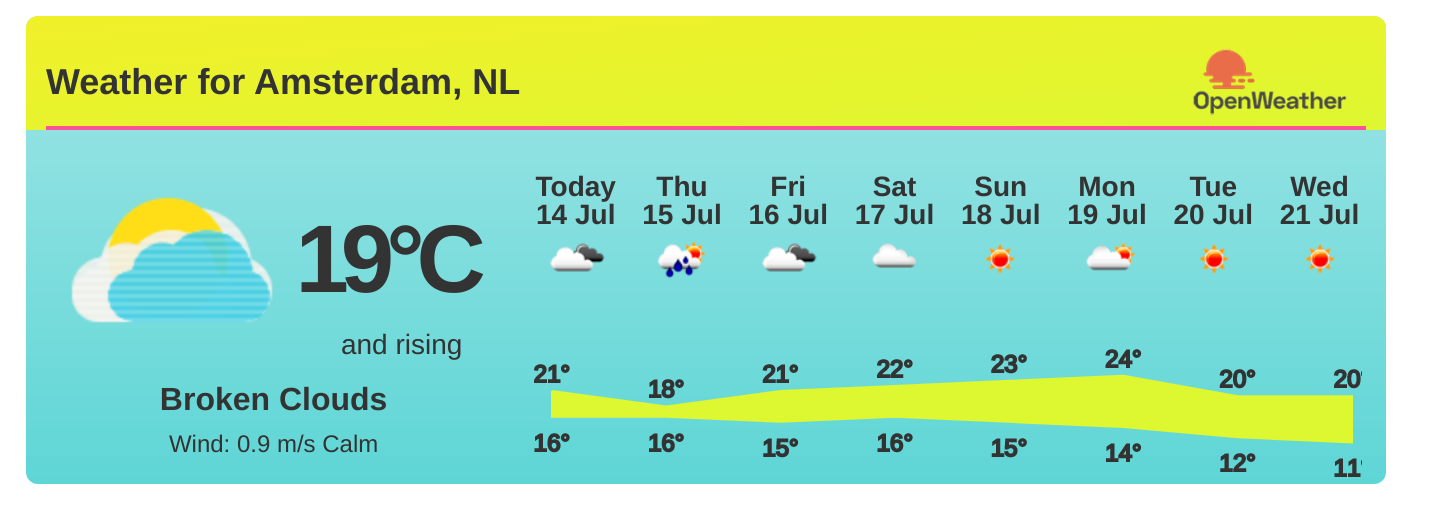 Weather for Amsterdam, NL
OpenWeather
Today Thu Fri Sat Sun Mon Tue Wed
14 Jul 15 Jul 16 Jul 17 Jul 18 Jul 19 Jul 20 Jul 21 Jul
19°C
and rising
Broken Clouds
Wind: 0.9 m/s Calm
21° 18° 21° 22° 23° 24° 20° 20°
16° 16° 15° 16° 15° 14° 12° 11°